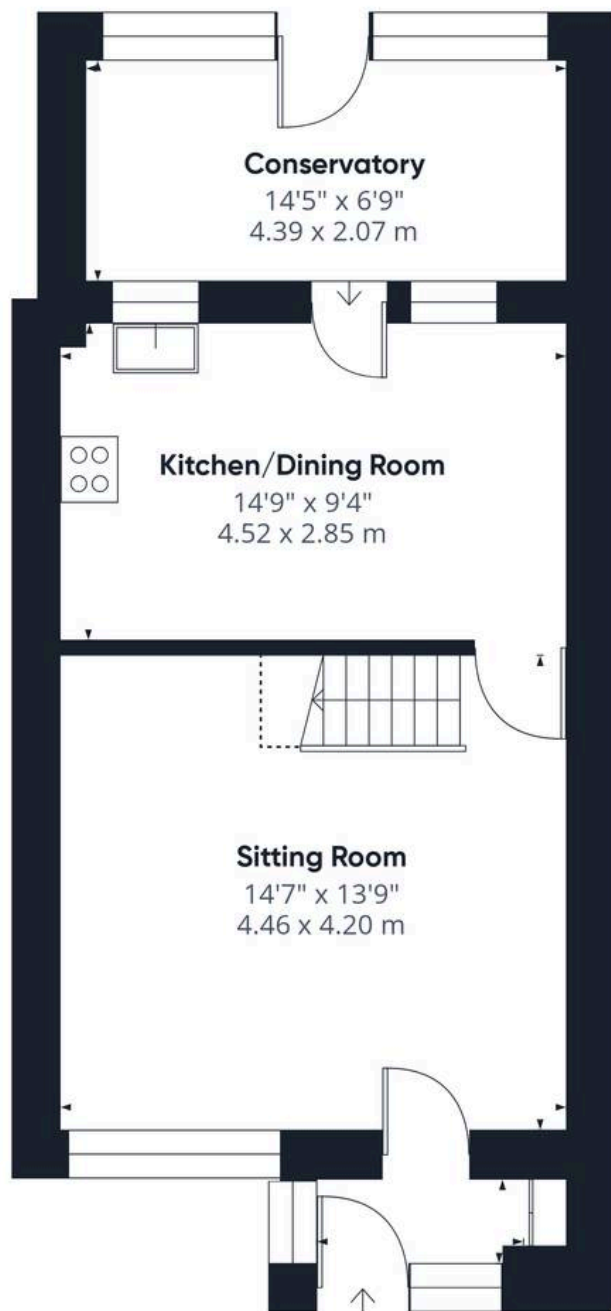 Conservatory
14'5" x 6'9"
4.39 x 2.07 m
Kitchen/Dining Room
14'9" x 9'4"
4.52 x 2.85 m
Sitting Room
14'7" x 13'9"
4.46 x 4.20 m